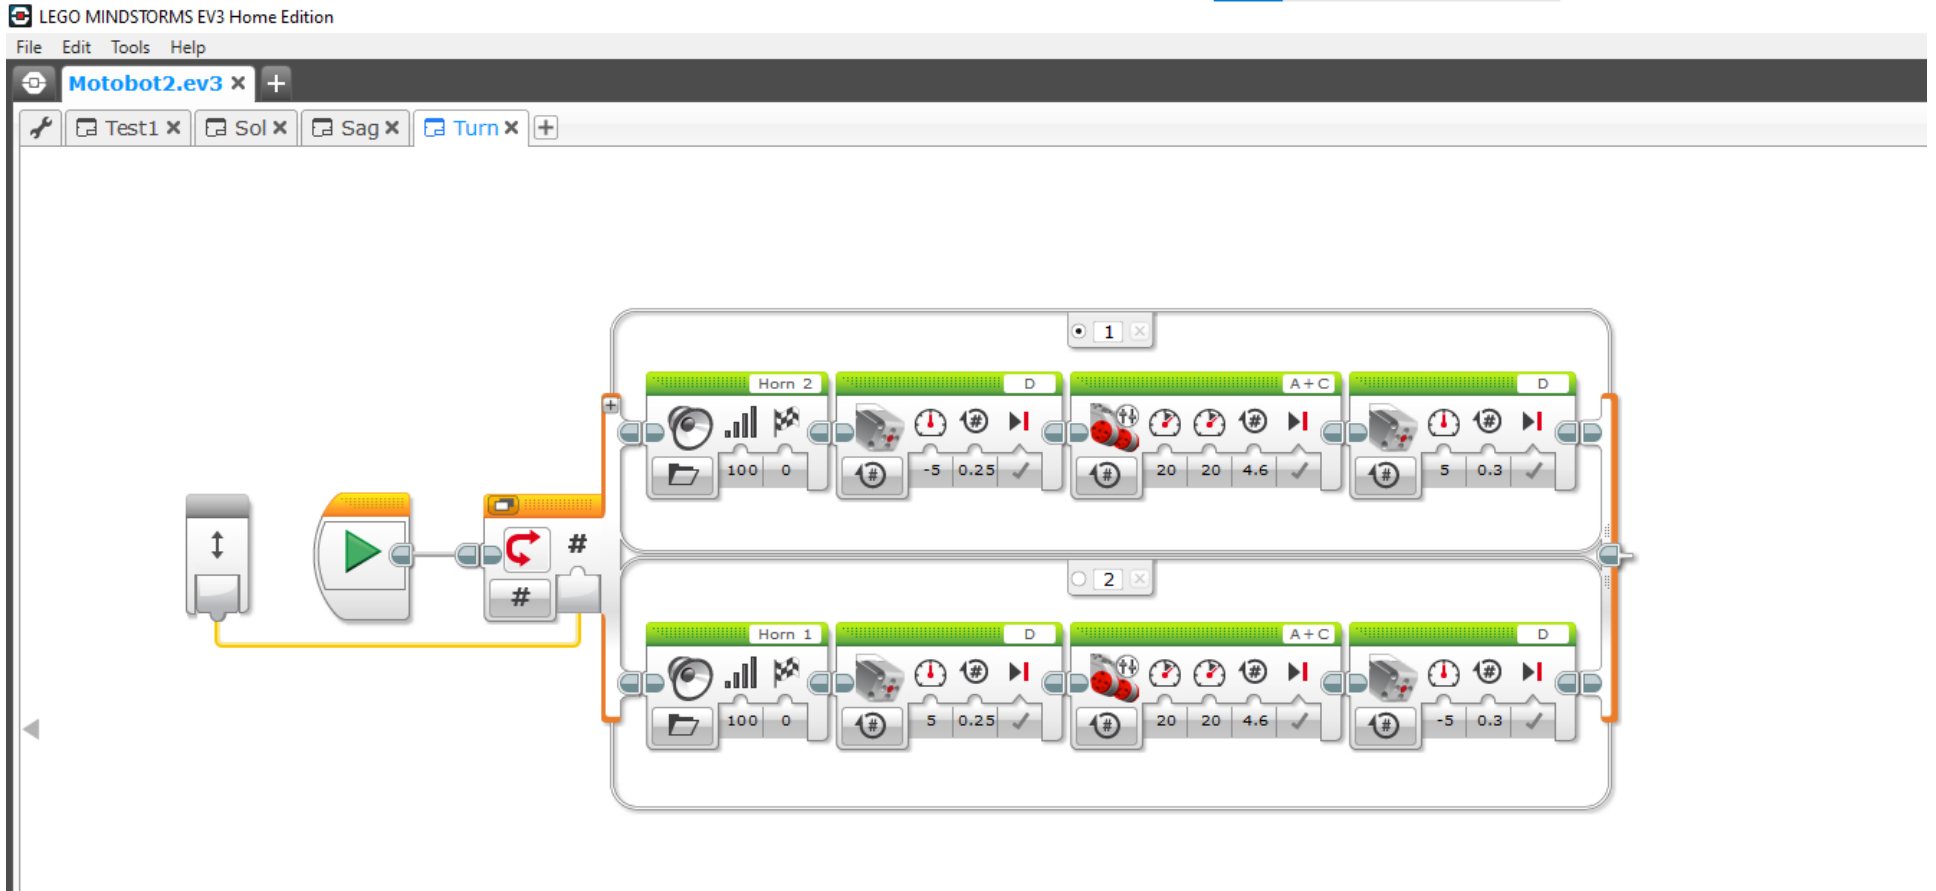 LEGO MINDSTORMS EV3 Home Edition
File Edit Tools Help
Motobot2.ev3
Test1 Sol Sag Turn
1
Horn 2 D A+C D
#
100 0 -5 0.25 20 20 4.6 5 0.3
#
2
Horn 1 D A+C D
100 0 5 0.25 20 20 4.6 -5 0.3